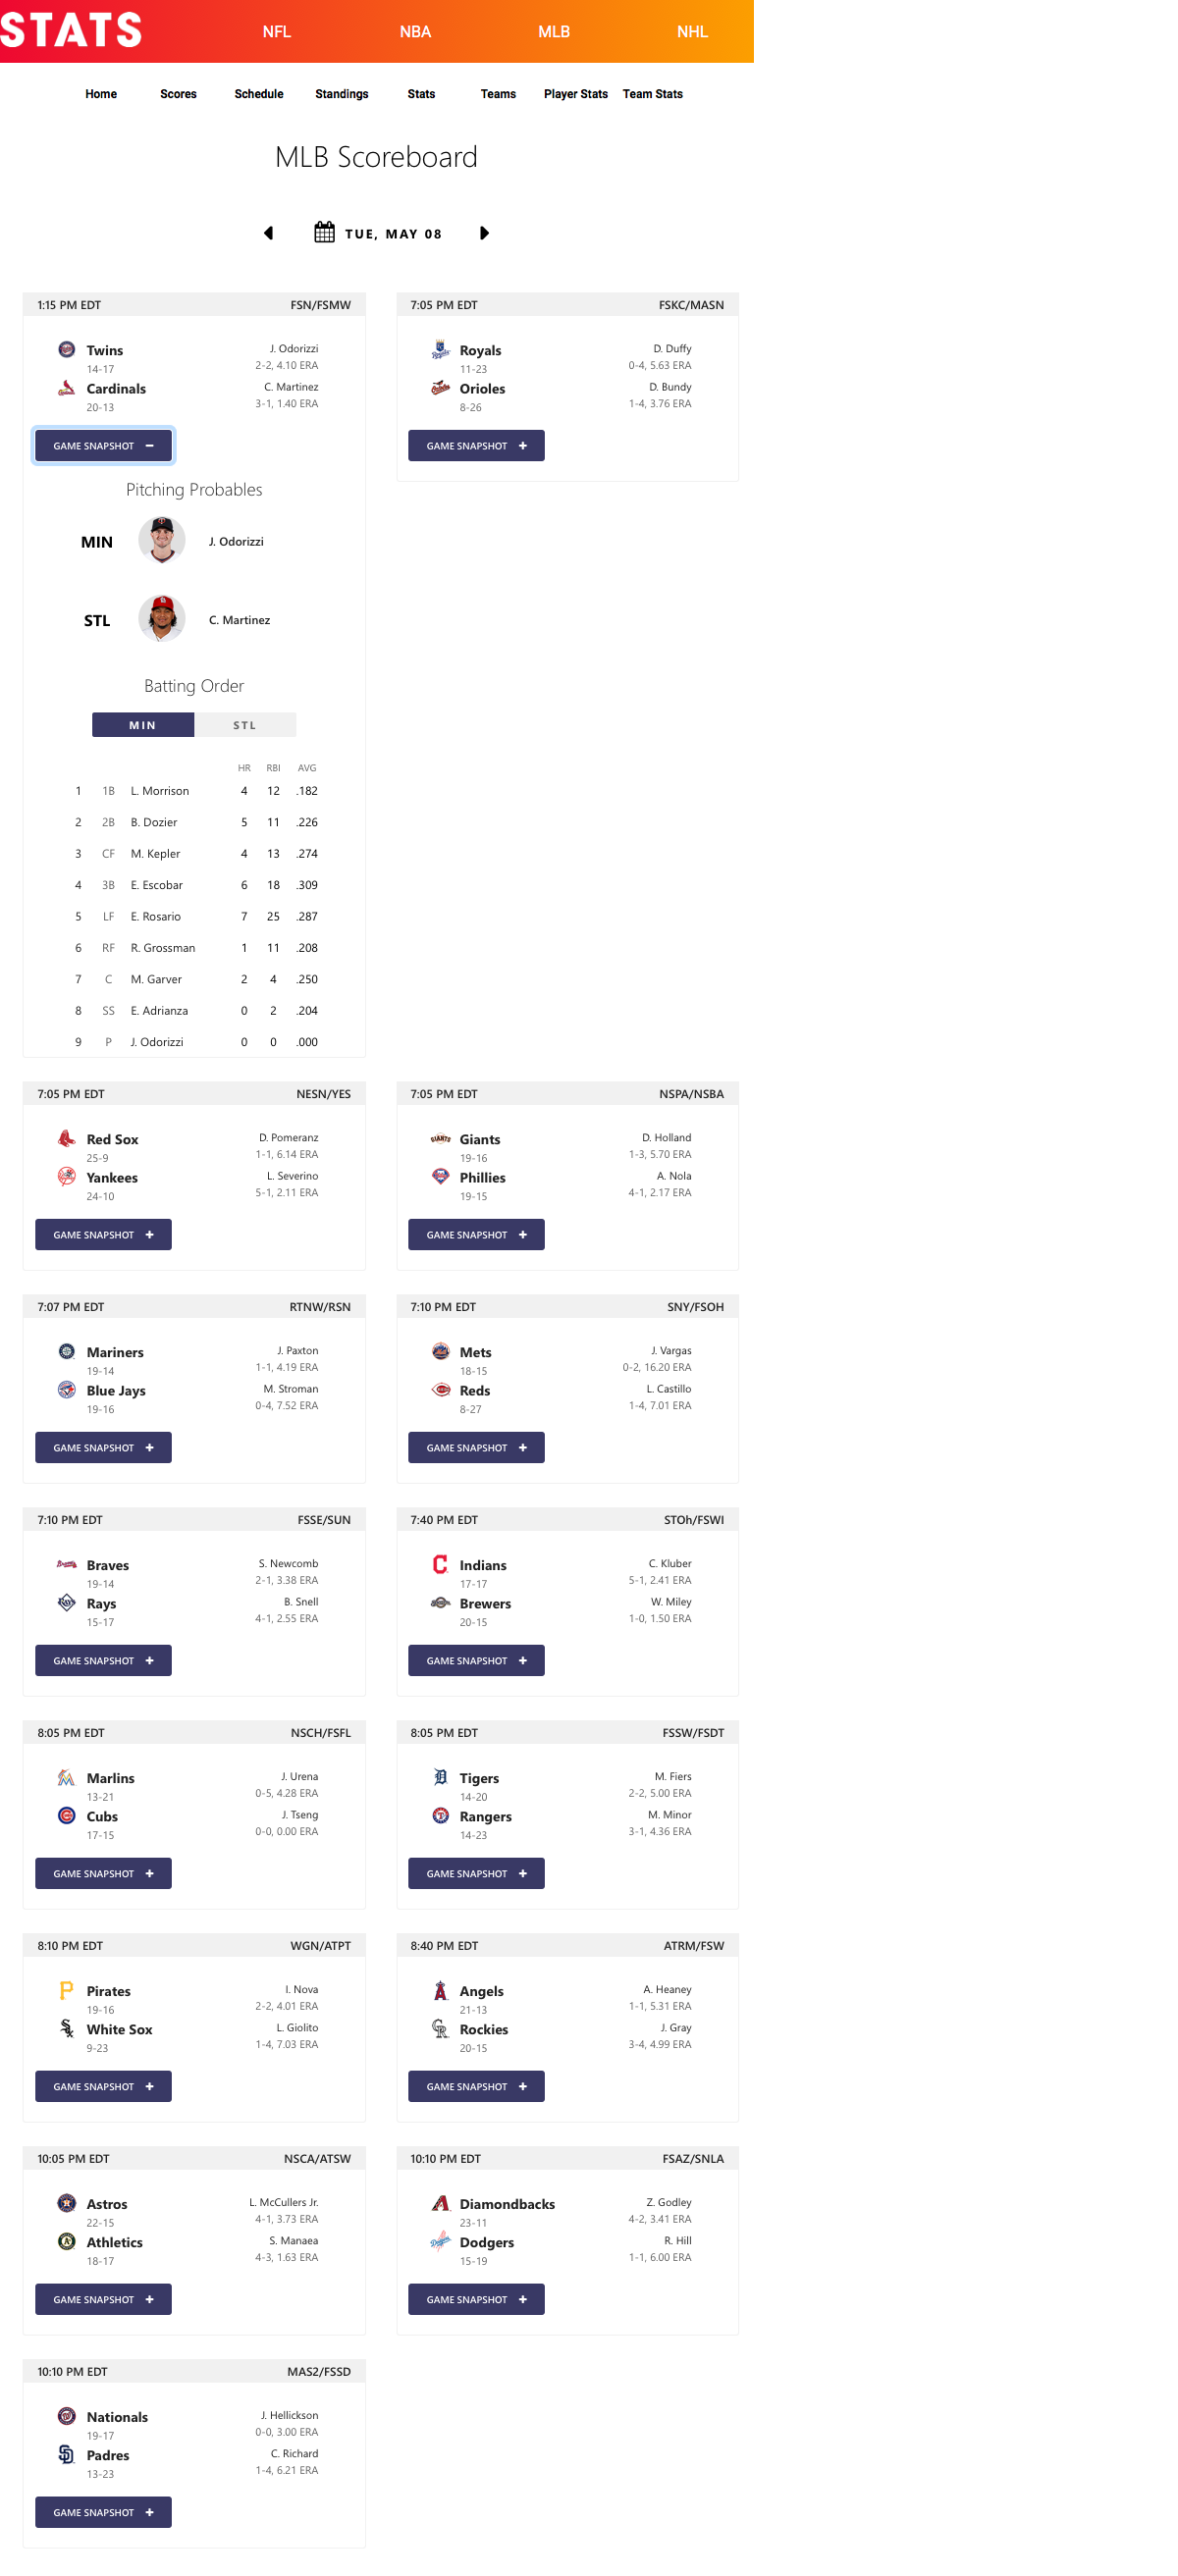 STATS
NFL NBA MLB NHL
Home Scores Schedule Standings Stats Teams Player Stats Team Stats
MLB Scoreboard
TUE, MAY 08
1:15 PM EDT FSN/FSMW
Twins J. Odorizzi
14-17 2-2, 4.10 ERA
Cardinals C. Martinez
20-13 3-1, 1.40 ERA
GAME SNAPSHOT −
Pitching Probables
MIN J. Odorizzi
STL C. Martinez
Batting Order
MIN STL
HR RBI AVG
1 1B L. Morrison 4 12 .182
2 2B B. Dozier 5 11 .226
3 CF M. Kepler 4 13 .274
4 3B E. Escobar 6 18 .309
5 LF E. Rosario 7 25 .287
6 RF R. Grossman 1 11 .208
7 C M. Garver 2 4 .250
8 SS E. Adrianza 0 2 .204
9 P J. Odorizzi 0 0 .000
7:05 PM EDT FSKC/MASN
Royals D. Duffy
11-23 0-4, 5.63 ERA
Orioles D. Bundy
8-26 1-4, 3.76 ERA
GAME SNAPSHOT +
7:05 PM EDT NESN/YES
Red Sox D. Pomeranz
25-9 1-1, 6.14 ERA
Yankees L. Severino
24-10 5-1, 2.11 ERA
GAME SNAPSHOT +
7:05 PM EDT NSPA/NSBA
Giants D. Holland
19-16 1-3, 5.70 ERA
Phillies A. Nola
19-15 4-1, 2.17 ERA
GAME SNAPSHOT +
7:07 PM EDT RTNW/RSN
Mariners J. Paxton
19-14 1-1, 4.19 ERA
Blue Jays M. Stroman
19-16 0-4, 7.52 ERA
GAME SNAPSHOT +
7:10 PM EDT SNY/FSOH
Mets J. Vargas
18-15 0-2, 16.20 ERA
Reds L. Castillo
8-27 1-4, 7.01 ERA
GAME SNAPSHOT +
7:10 PM EDT FSSE/SUN
Braves S. Newcomb
19-14 2-1, 3.38 ERA
Rays B. Snell
15-17 4-1, 2.55 ERA
GAME SNAPSHOT +
7:40 PM EDT STOh/FSWI
Indians C. Kluber
17-17 5-1, 2.41 ERA
Brewers W. Miley
20-15 1-0, 1.50 ERA
GAME SNAPSHOT +
8:05 PM EDT NSCH/FSFL
Marlins J. Urena
13-21 0-5, 4.28 ERA
Cubs J. Tseng
17-15 0-0, 0.00 ERA
GAME SNAPSHOT +
8:05 PM EDT FSSW/FSDT
Tigers M. Fiers
14-20 2-2, 5.00 ERA
Rangers M. Minor
14-23 3-1, 4.36 ERA
GAME SNAPSHOT +
8:10 PM EDT WGN/ATPT
Pirates I. Nova
19-16 2-2, 4.01 ERA
White Sox L. Giolito
9-23 1-4, 7.03 ERA
GAME SNAPSHOT +
8:40 PM EDT ATRM/FSW
Angels A. Heaney
21-13 1-1, 5.31 ERA
Rockies J. Gray
20-15 3-4, 4.99 ERA
GAME SNAPSHOT +
10:05 PM EDT NSCA/ATSW
Astros L. McCullers Jr.
22-15 4-1, 3.73 ERA
Athletics S. Manaea
18-17 4-3, 1.63 ERA
GAME SNAPSHOT +
10:10 PM EDT FSAZ/SNLA
Diamondbacks Z. Godley
23-11 4-2, 3.41 ERA
Dodgers R. Hill
15-19 1-1, 6.00 ERA
GAME SNAPSHOT +
10:10 PM EDT MAS2/FSSD
Nationals J. Hellickson
19-17 0-0, 3.00 ERA
Padres C. Richard
13-23 1-4, 6.21 ERA
GAME SNAPSHOT +